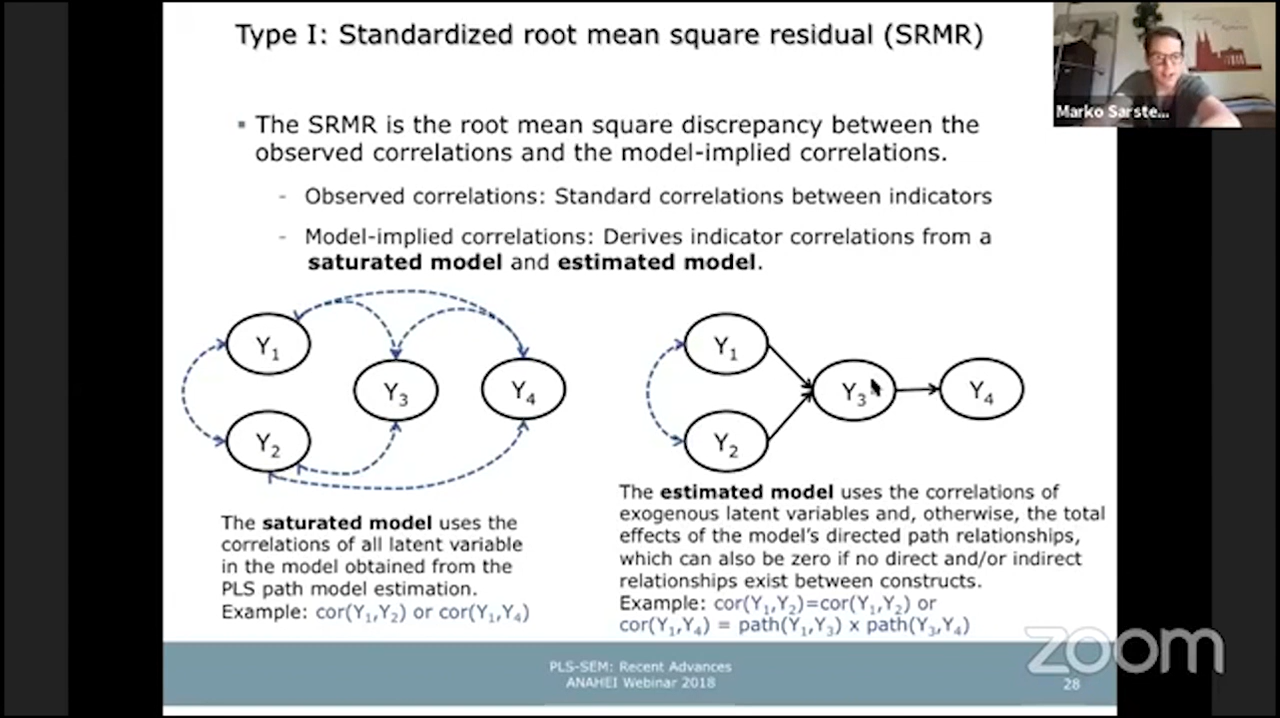 Type I: Standardized root mean square residual (SRMR)
Marko Sarste...
▪ The SRMR is the root mean square discrepancy between the
observed correlations and the model-implied correlations.
- Observed correlations: Standard correlations between indicators
- Model-implied correlations: Derives indicator correlations from a
saturated model and estimated model.
Y₁
Y₂
Y₃
Y₄
Y₁
Y₂
Y₃
Y₄
The saturated model uses the
correlations of all latent variable
in the model obtained from the
PLS path model estimation.
Example: cor(Y₁,Y₂) or cor(Y₁,Y₄)
The estimated model uses the correlations of
exogenous latent variables and, otherwise, the total
effects of the model's directed path relationships,
which can also be zero if no direct and/or indirect
relationships exist between constructs.
Example: cor(Y₁,Y₂)=cor(Y₁,Y₂) or
cor(Y₁,Y₄) = path(Y₁,Y₃) x path(Y₃,Y₄)
PLS-SEM: Recent Advances
ANAHEI Webinar 2018
28
zoom